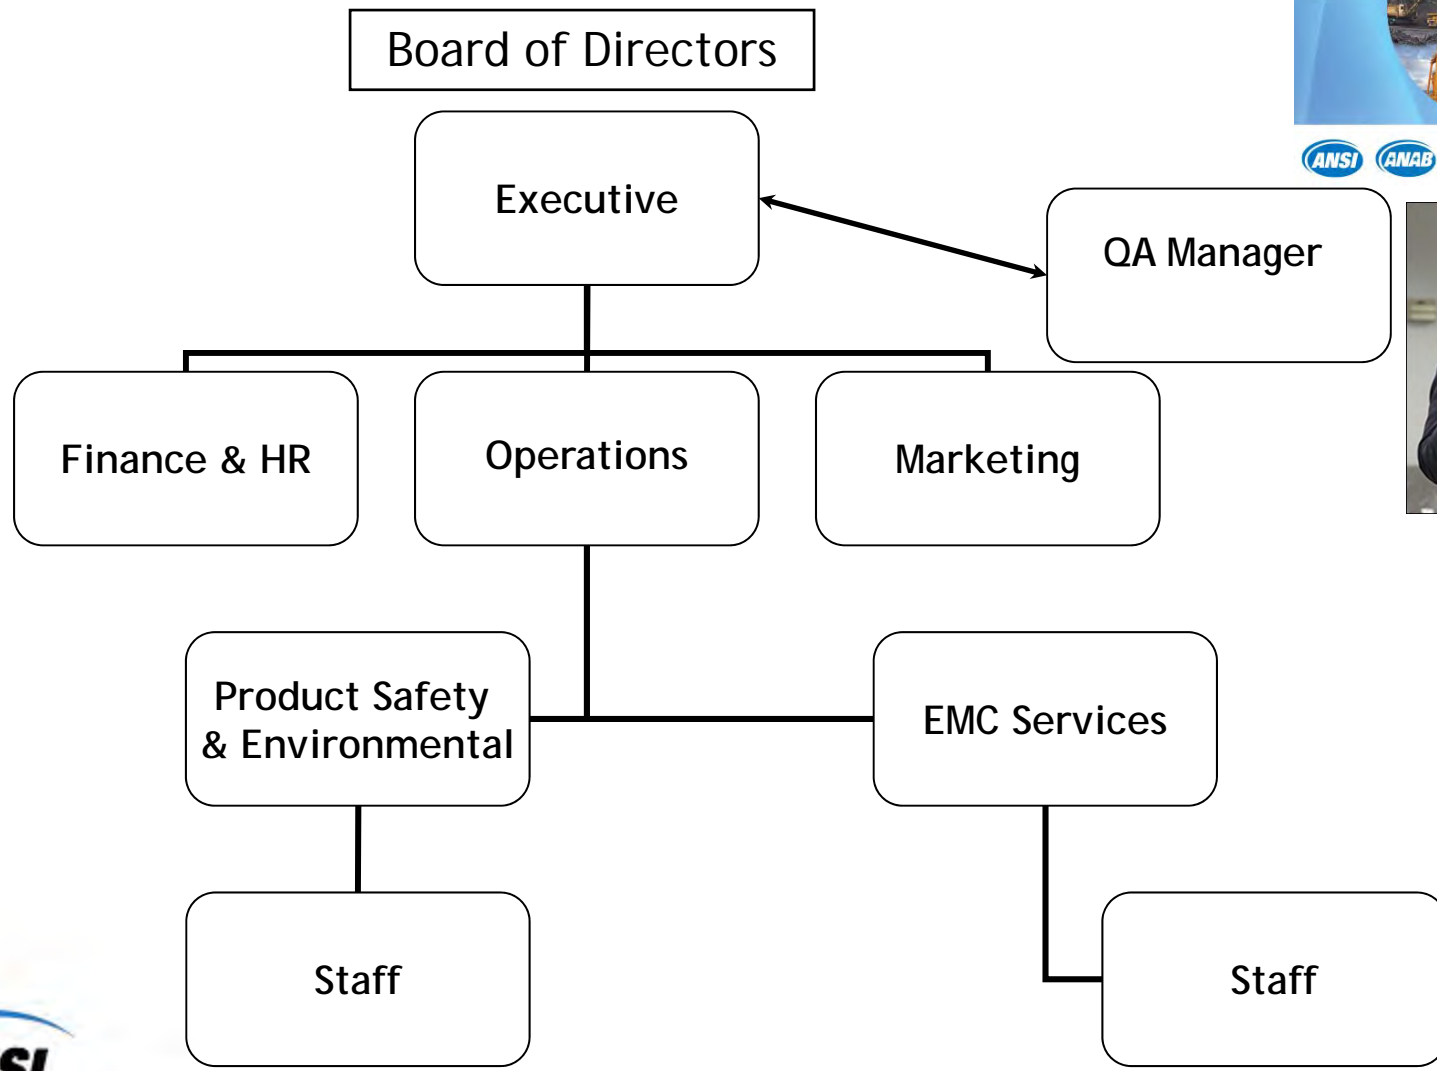 Board of Directors
Executive
ANSI
ANAB
QA Manager
Finance & HR
Operations
Marketing
Product Safety
& Environmental
EMC Services
Staff
Staff